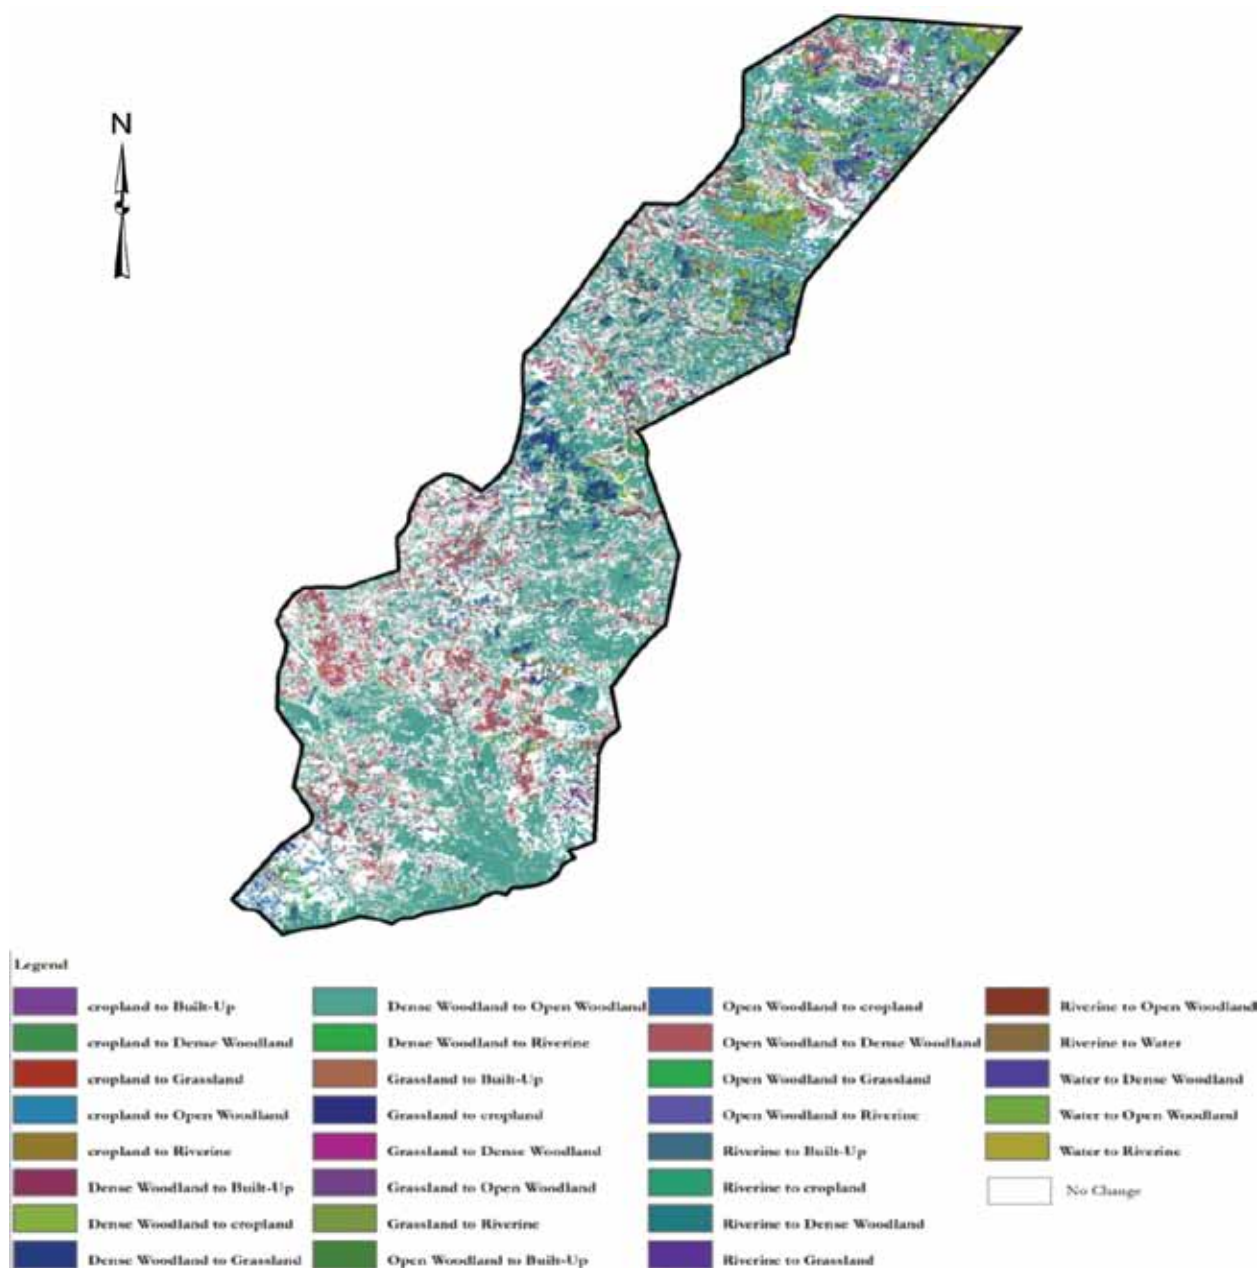 N
Legend
cropland to Built-Up
cropland to Dense Woodland
cropland to Grassland
cropland to Open Woodland
cropland to Riverine
Dense Woodland to Built-Up
Dense Woodland to cropland
Dense Woodland to Grassland
Dense Woodland to Open Woodland
Dense Woodland to Riverine
Grassland to Built-Up
Grassland to cropland
Grassland to Dense Woodland
Grassland to Open Woodland
Grassland to Riverine
Open Woodland to Built-Up
Open Woodland to cropland
Open Woodland to Dense Woodland
Open Woodland to Grassland
Open Woodland to Riverine
Riverine to Built-Up
Riverine to cropland
Riverine to Dense Woodland
Riverine to Grassland
Riverine to Open Woodland
Riverine to Water
Water to Dense Woodland
Water to Open Woodland
Water to Riverine
No Change